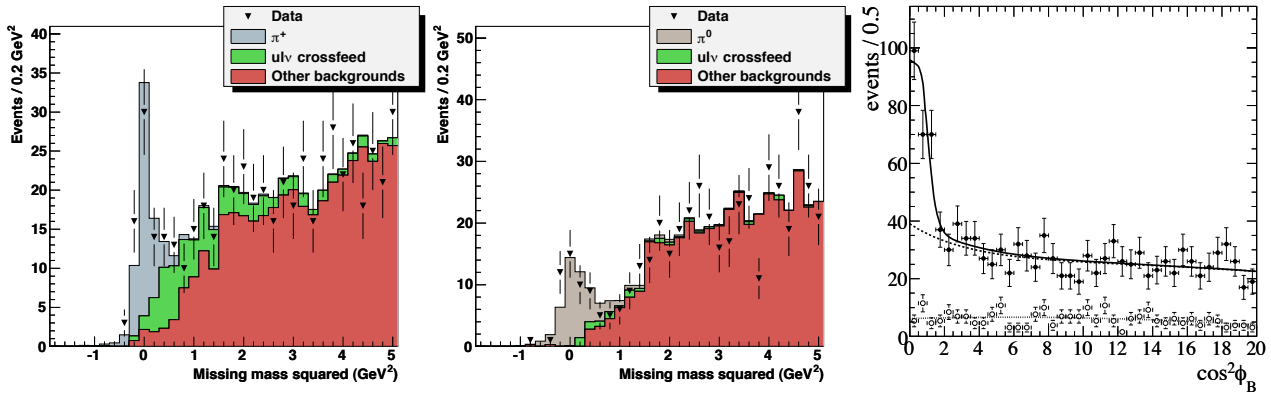 Events / 0.2 GeV²
40
35
30
25
20
15
10
5
0
-1 0 1 2 3 4 5
Missing mass squared (GeV²)
Data
π⁺
ulν crossfeed
Other backgrounds
Events / 0.2 GeV²
50
40
30
20
10
0
-1 0 1 2 3 4 5
Missing mass squared (GeV²)
Data
π⁰
ulν crossfeed
Other backgrounds
events / 0.5
100
80
60
40
20
0
0 2 4 6 8 10 12 14 16 18 20
cos²ϕ_B